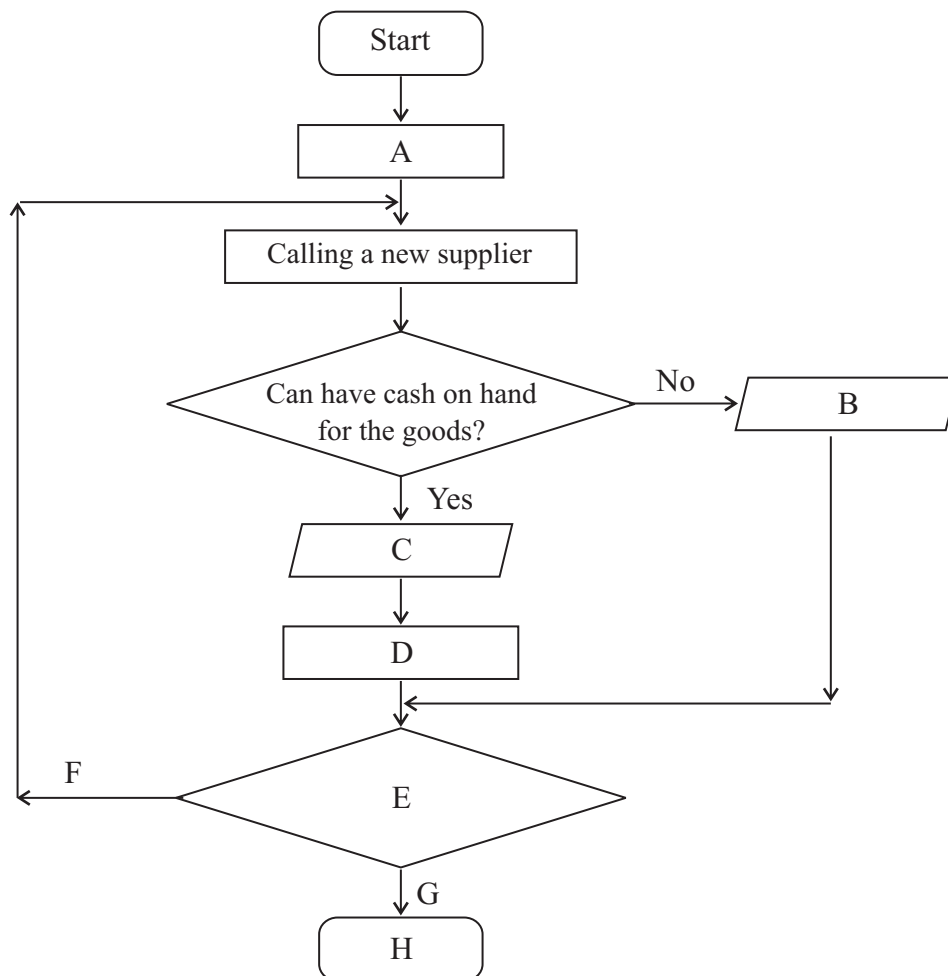 Start
A
Calling a new supplier
Can have cash on hand
for the goods?
No
B
Yes
C
D
F
E
G
H